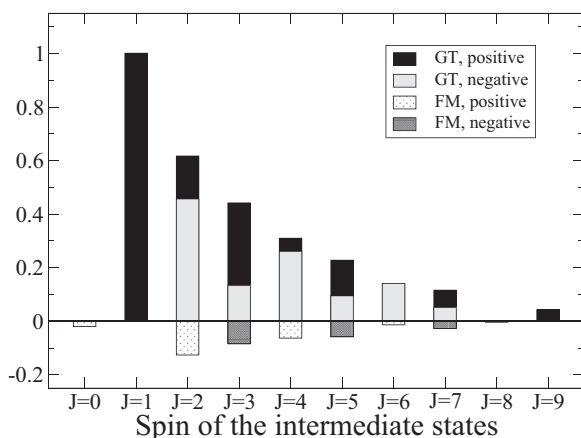 1
0.8
0.6
0.4
0.2
0
-0.2
GT, positive
GT, negative
FM, positive
FM, negative
J=0 J=1 J=2 J=3 J=4 J=5 J=6 J=7 J=8 J=9
Spin of the intermediate states